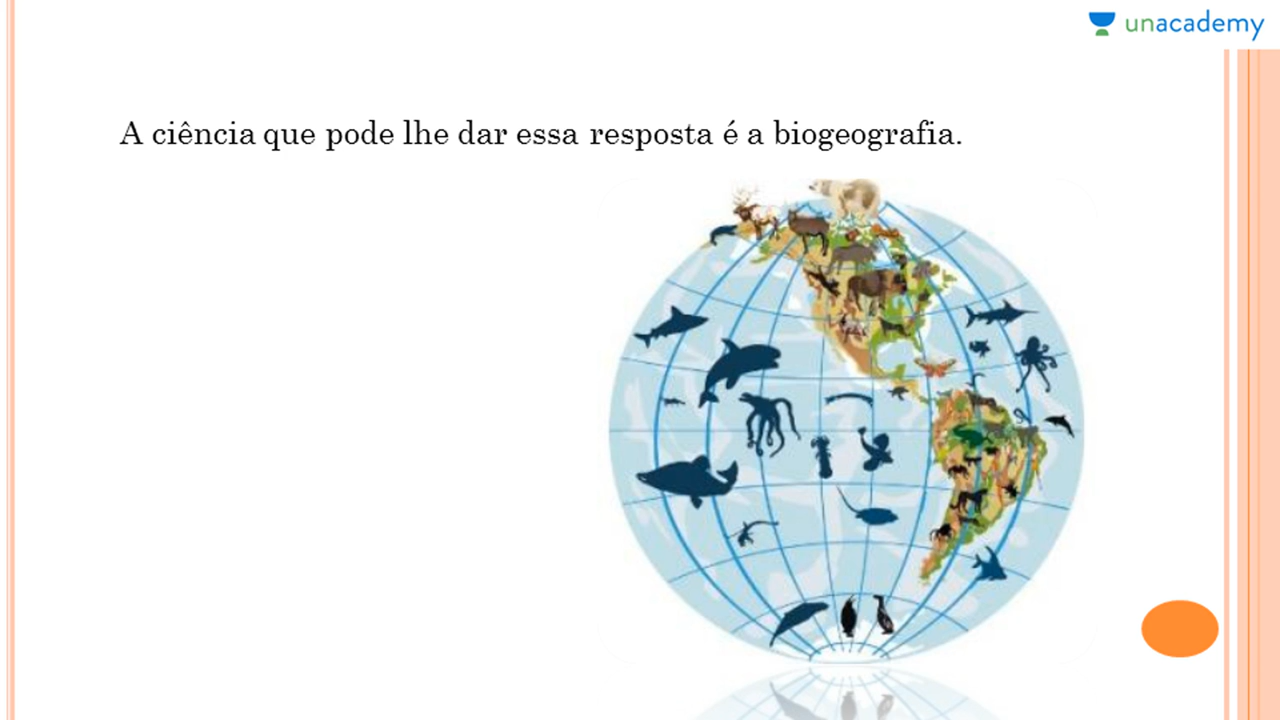 unacademy
A ciência que pode lhe dar essa resposta é a biogeografia.